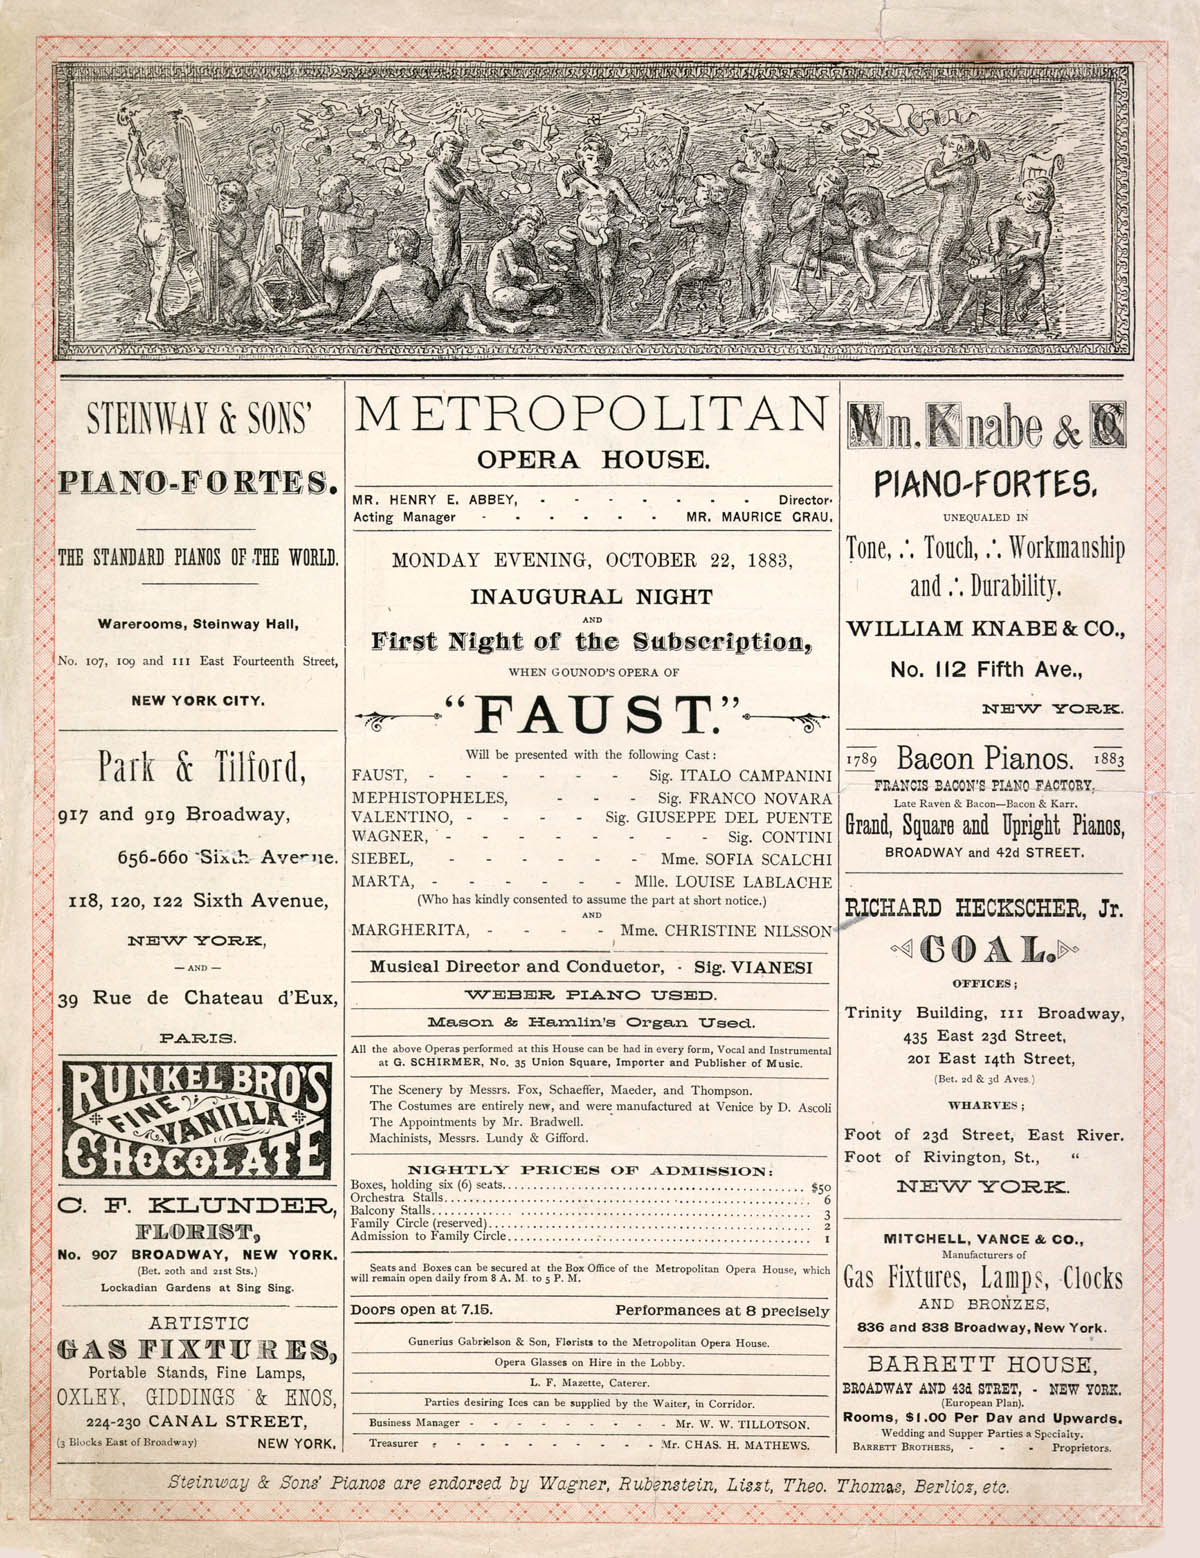 STEINWAY & SONS'
PIANO-FORTES.
THE STANDARD PIANOS OF THE WORLD.
Warerooms, Steinway Hall,
No. 107, 109 and 111 East Fourteenth Street,
NEW YORK CITY.
Park & Tilford,
917 and 919 Broadway,
656-660 Sixth Avenue.
118, 120, 122 Sixth Avenue,
NEW YORK,
— AND —
39 Rue de Chateau d'Eux,
PARIS.
RUNKEL BRO'S
FINE
VANILLA
CHOCOLATE
C. F. KLUNDER,
FLORIST,
No. 907 BROADWAY, NEW YORK.
(Bet. 20th and 21st Sts.)
Lockadian Gardens at Sing Sing.
ARTISTIC
GAS FIXTURES,
Portable Stands, Fine Lamps,
OXLEY, GIDDINGS & ENOS,
224-230 CANAL STREET,
(3 Blocks East of Broadway) NEW YORK.
METROPOLITAN
OPERA HOUSE.
MR. HENRY E. ABBEY, - - - - - - - Director.
Acting Manager - - - - - - MR. MAURICE GRAU.
MONDAY EVENING, OCTOBER 22, 1883,
INAUGURAL NIGHT
AND
First Night of the Subscription,
WHEN GOUNOD'S OPERA OF
"FAUST."
Will be presented with the following Cast:
FAUST, - - - - - - Sig. ITALO CAMPANINI
MEPHISTOPHELES, - - - Sig. FRANCO NOVARA
VALENTINO, - - - - Sig. GIUSEPPE DEL PUENTE
WAGNER, - - - - - - - - Sig. CONTINI
SIEBEL, - - - - - - Mme. SOFIA SCALCHI
MARTA, - - - - - - Mlle. LOUISE LABLACHE
(Who has kindly consented to assume the part at short notice.)
AND
MARGHERITA, - - - - Mme. CHRISTINE NILSSON
Musical Director and Conductor, - Sig. VIANESI
WEBER PIANO USED.
Mason & Hamlin's Organ Used.
All the above Operas performed at this House can be had in every form, Vocal and Instrumental
at G. SCHIRMER, No. 35 Union Square, Importer and Publisher of Music.
The Scenery by Messrs. Fox, Schaeffer, Maeder, and Thompson.
The Costumes are entirely new, and were manufactured at Venice by D. Ascoli
The Appointments by Mr. Bradwell.
Machinists, Messrs. Lundy & Gifford.
NIGHTLY PRICES OF ADMISSION:
Boxes, holding six (6) seats........ $50
Orchestra Stalls........ 6
Balcony Stalls........ 3
Family Circle (reserved)........ 2
Admission to Family Circle........ 1
Seats and Boxes can be secured at the Box Office of the Metropolitan Opera House, which
will remain open daily from 8 A. M. to 5 P. M.
Doors open at 7.15. Performances at 8 precisely
Gunerius Gabrielson & Son, Florists to the Metropolitan Opera House.
Opera Glasses on Hire in the Lobby.
L. F. Mazette, Caterer.
Parties desiring Ices can be supplied by the Waiter, in Corridor.
Business Manager - - - - - - - - - Mr. W. W. TILLOTSON.
Treasurer - - - - - - - - - - Mr. CHAS. H. MATHEWS.
Wm. Knabe & Co
PIANO-FORTES,
UNEQUALED IN
Tone, ∴ Touch, ∴ Workmanship
and ∴ Durability.
WILLIAM KNABE & CO.,
No. 112 Fifth Ave.,
NEW YORK.
1789 Bacon Pianos. 1883
FRANCIS BACON'S PIANO FACTORY,
Late Raven & Bacon—Bacon & Karr.
Grand, Square and Upright Pianos,
BROADWAY and 42d STREET.
RICHARD HECKSCHER, Jr.
COAL.
OFFICES;
Trinity Building, 111 Broadway,
435 East 23d Street,
201 East 14th Street,
(Bet. 2d & 3d Aves.)
WHARVES;
Foot of 23d Street, East River.
Foot of Rivington, St., "
NEW YORK.
MITCHELL, VANCE & CO.,
Manufacturers of
Gas Fixtures, Lamps, Clocks
AND BRONZES,
836 and 838 Broadway, New York.
BARRETT HOUSE,
BROADWAY AND 43d STRET, - NEW YORK.
(European Plan).
Rooms, $1.00 Per Day and Upwards.
Wedding and Supper Parties a Specialty.
BARRETT BROTHERS, - - - Proprietors.
Steinway & Sons' Pianos are endorsed by Wagner, Rubenstein, Liszt, Theo. Thomas, Berlioz, etc.